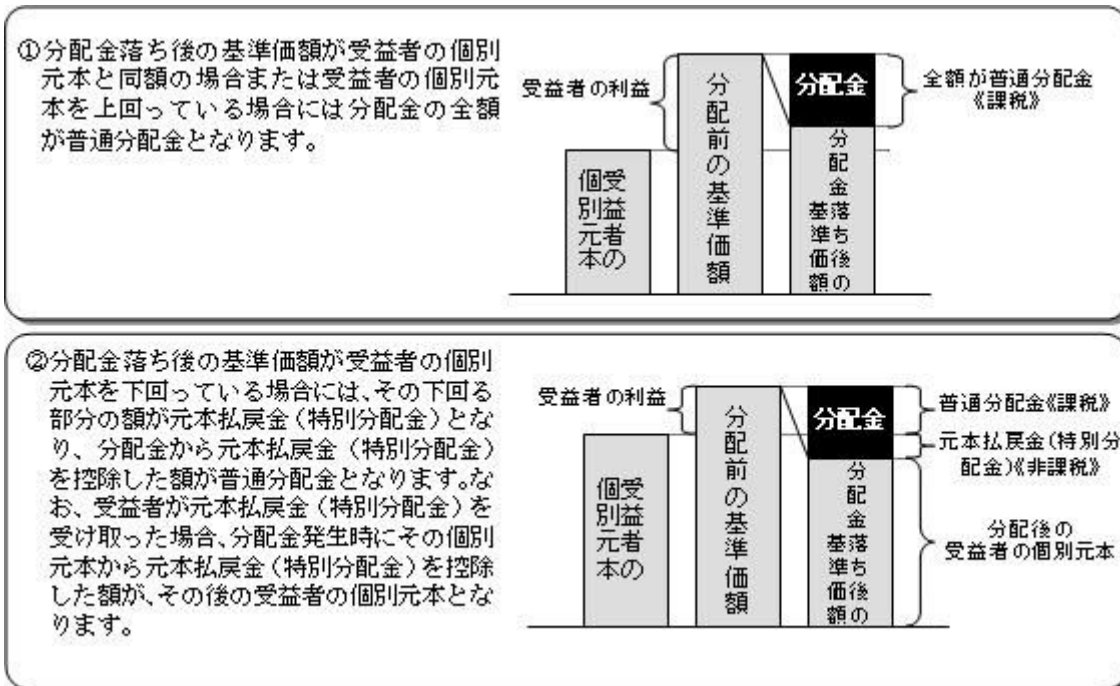 ①分配金落ち後の基準価額が受益者の個別
元本と同額の場合または受益者の個別元
本を上回っている場合には分配金の全額
が普通分配金となります。
受益者の利益
受益者の
個別元本
分配前の基準価額
分配金
分配金落ち後の
基準価額
全額が普通分配金
《課税》
②分配金落ち後の基準価額が受益者の個別
元本を下回っている場合には、その下回る
部分の額が元本払戻金（特別分配金）とな
り、分配金から元本払戻金（特別分配金）
を控除した額が普通分配金となります。な
お、受益者が元本払戻金（特別分配金）を
受け取った場合、分配金発生時にその個別
元本から元本払戻金（特別分配金）を控除
した額が、その後の受益者の個別元本とな
ります。
受益者の利益
受益者の
個別元本
分配前の基準価額
分配金
分配金落ち後の
基準価額
普通分配金《課税》
元本払戻金（特別分
配金）《非課税》
分配後の
受益者の個別元本